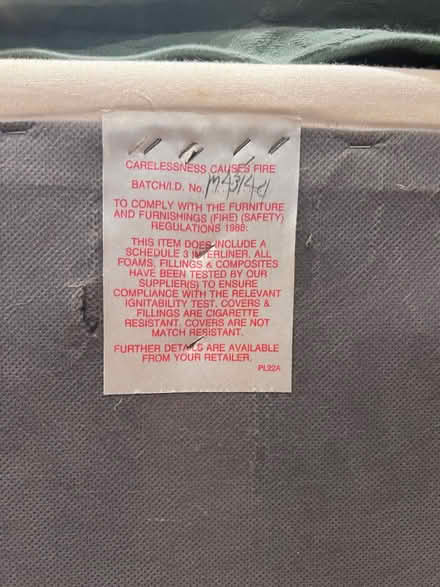 CARELESSNESS CAUSES FIRE
BATCH/I.D. No.
TO COMPLY WITH THE FURNITURE
AND FURNISHINGS (FIRE) (SAFETY)
REGULATIONS 1988:
THIS ITEM DOES INCLUDE A
SCHEDULE 3 INTERLINER. ALL
FOAMS, FILLINGS & COMPOSITES
HAVE BEEN TESTED BY OUR
SUPPLIER(S) TO ENSURE
COMPLIANCE WITH THE RELEVANT
IGNITABILITY TEST. COVERS &
FILLINGS ARE CIGARETTE
RESISTANT. COVERS ARE NOT
MATCH RESISTANT.
FURTHER DETAILS ARE AVAILABLE
FROM YOUR RETAILER.
PL22A